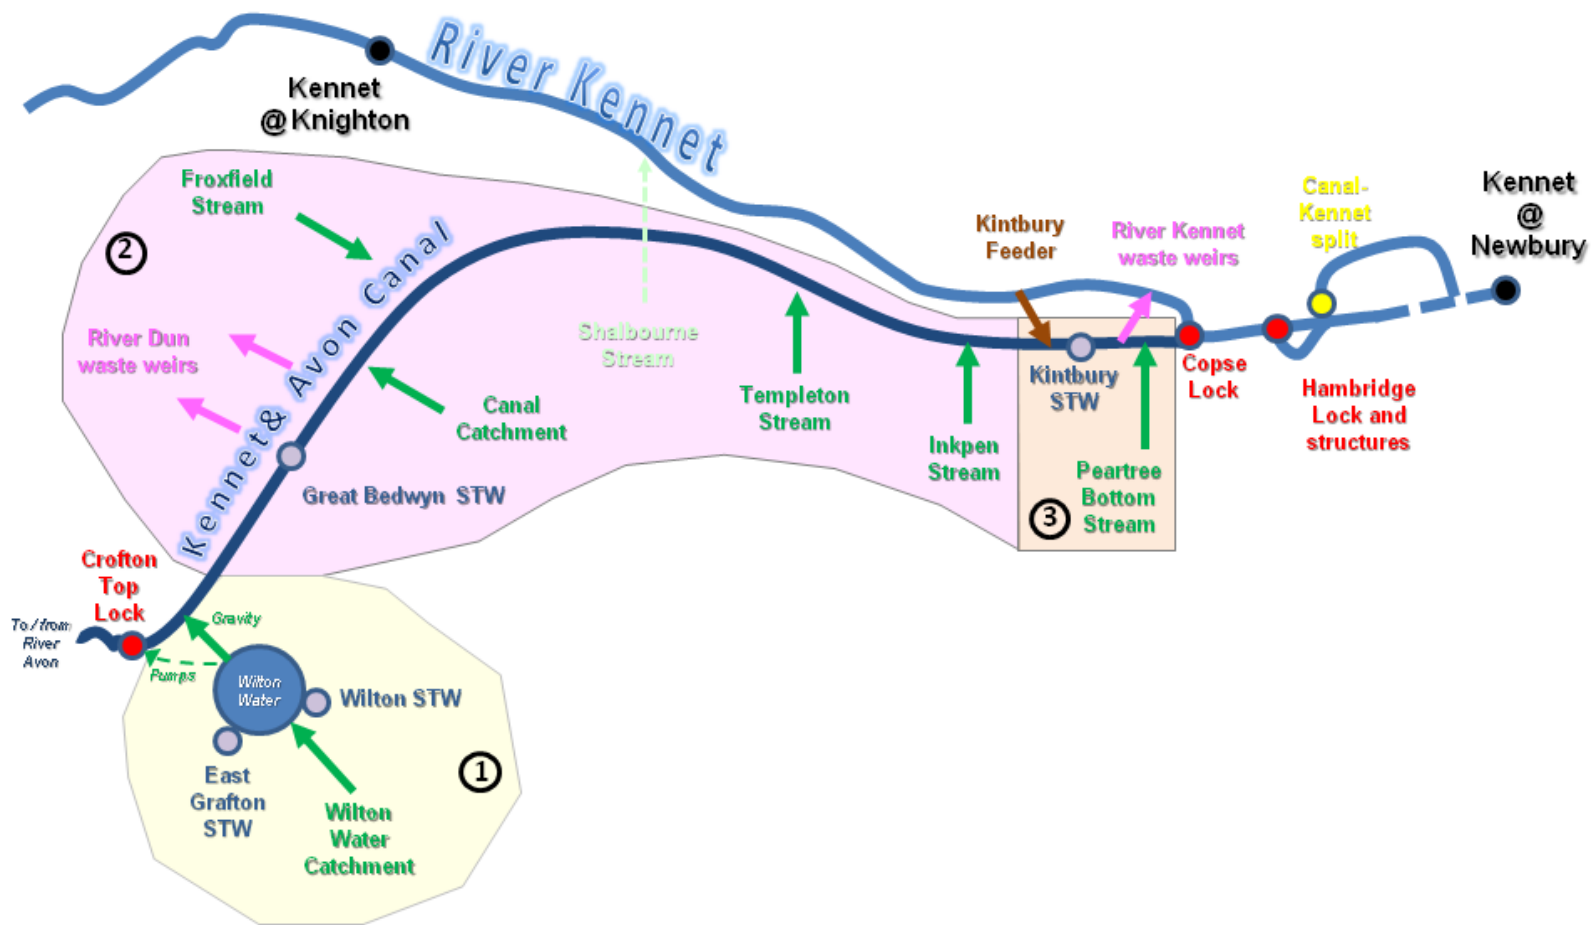 River Kennet
Kennet
@ Knighton
Froxfield
Stream
2
Kennet & Avon Canal
River Dun
waste weirs
Shalbourne
Stream
Canal
Catchment
Great Bedwyn STW
Templeton
Stream
Inkpen
Stream
Kintbury
Feeder
River Kennet
waste weirs
Canal-
Kennet
split
Kennet
@
Newbury
Kintbury
STW
Copse
Lock
Hambridge
Lock and
structures
3
Peartree
Bottom
Stream
Crofton
Top
Lock
To / from
River
Avon
Gravity
Pumps
Wilton
Water
Wilton STW
East
Grafton
STW
1
Wilton
Water
Catchment